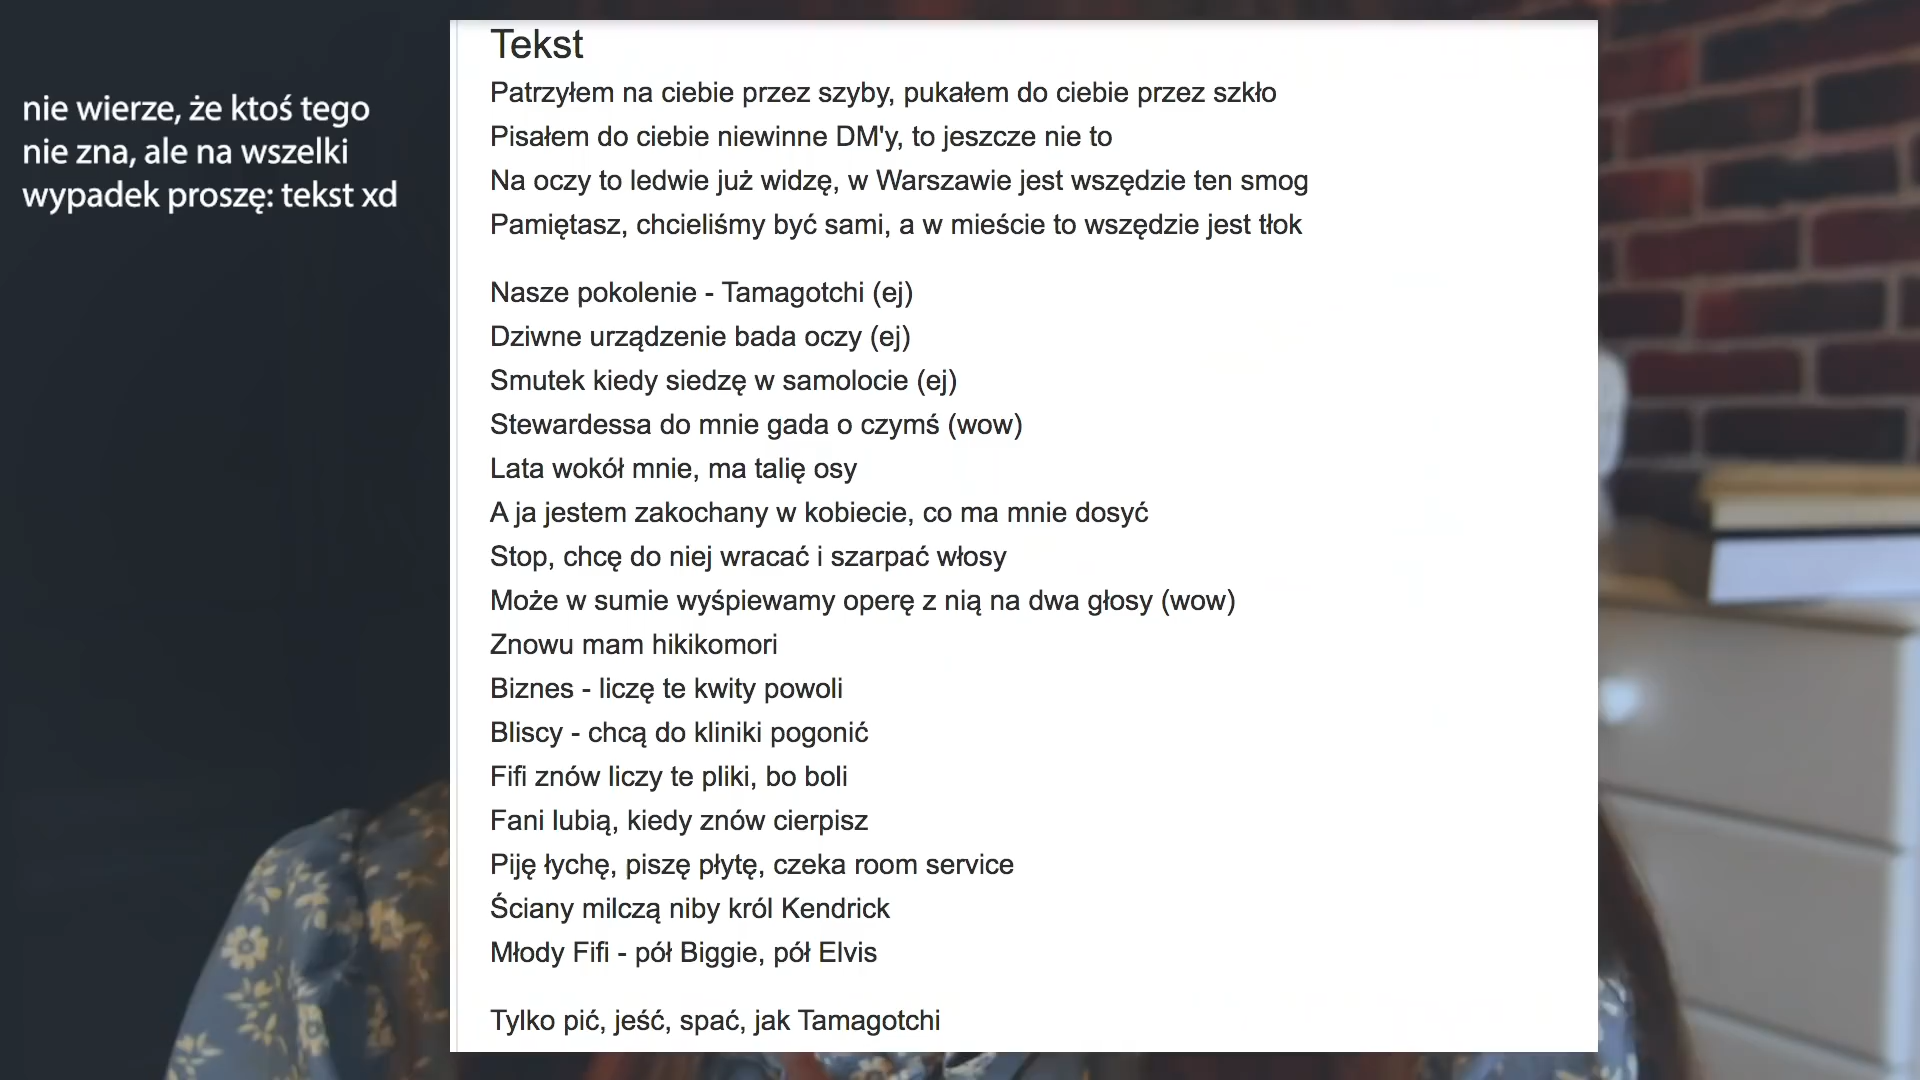 nie wierze, że ktoś tego
nie zna, ale na wszelki
wypadek proszę: tekst xd
Tekst
Patrzyłem na ciebie przez szyby, pukałem do ciebie przez szkło
Pisałem do ciebie niewinne DM'y, to jeszcze nie to
Na oczy to ledwie już widzę, w Warszawie jest wszędzie ten smog
Pamiętasz, chcieliśmy być sami, a w mieście to wszędzie jest tłok
Nasze pokolenie - Tamagotchi (ej)
Dziwne urządzenie bada oczy (ej)
Smutek kiedy siedzę w samolocie (ej)
Stewardessa do mnie gada o czymś (wow)
Lata wokół mnie, ma talię osy
A ja jestem zakochany w kobiecie, co ma mnie dosyć
Stop, chcę do niej wracać i szarpać włosy
Może w sumie wyśpiewamy operę z nią na dwa głosy (wow)
Znowu mam hikikomori
Biznes - liczę te kwity powoli
Bliscy - chcą do kliniki pogonić
Fifi znów liczy te pliki, bo boli
Fani lubią, kiedy znów cierpisz
Piję łychę, piszę płytę, czeka room service
Ściany milczą niby król Kendrick
Młody Fifi - pół Biggie, pół Elvis
Tylko pić, jeść, spać, jak Tamagotchi